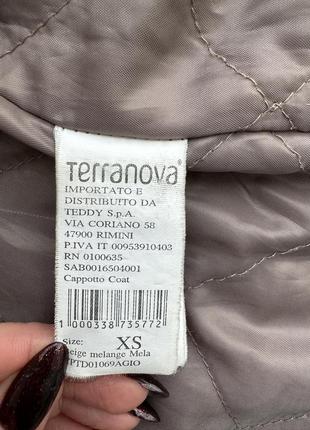 Terranova®
IMPORTATO E
DISTRIBUITO DA
TEDDY S.p.A.
VIA CORIANO 58
47900 RIMINI
P.IVA IT 00953910403
RN 0100635
SAB0016504001
Cappotto Coat
1 000338 735772
Size: XS
beige melange Mela
PTD01069AGIO